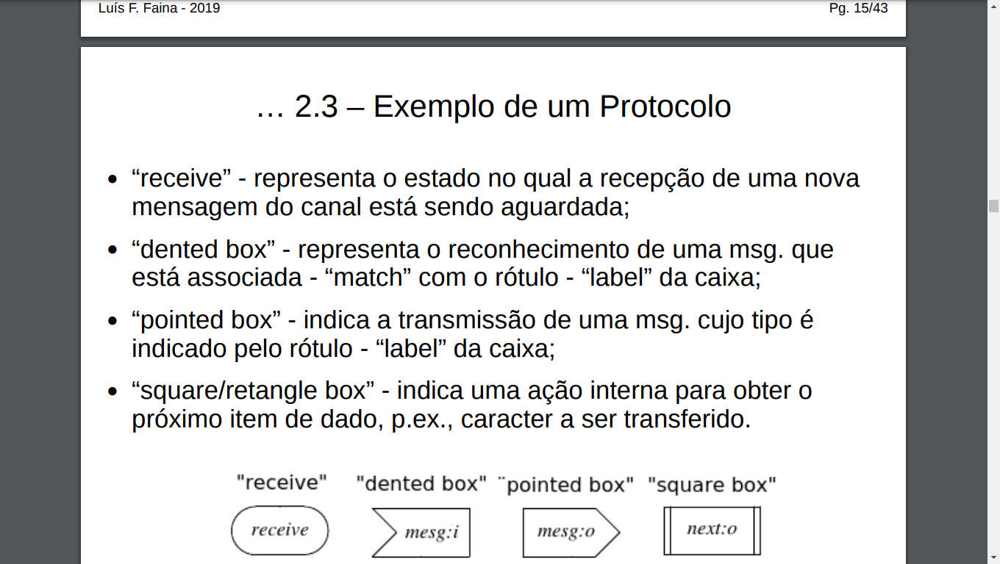 Luís F. Faina - 2019 Pg. 15/43
… 2.3 – Exemplo de um Protocolo
• “receive” - representa o estado no qual a recepção de uma nova
mensagem do canal está sendo aguardada;
• “dented box” - representa o reconhecimento de uma msg. que
está associada - “match” com o rótulo - “label” da caixa;
• “pointed box” - indica a transmissão de uma msg. cujo tipo é
indicado pelo rótulo - “label” da caixa;
• “square/retangle box” - indica uma ação interna para obter o
próximo item de dado, p.ex., caracter a ser transferido.
"receive" "dented box" ¨pointed box" "square box"
receive mesg:i mesg:o next:o